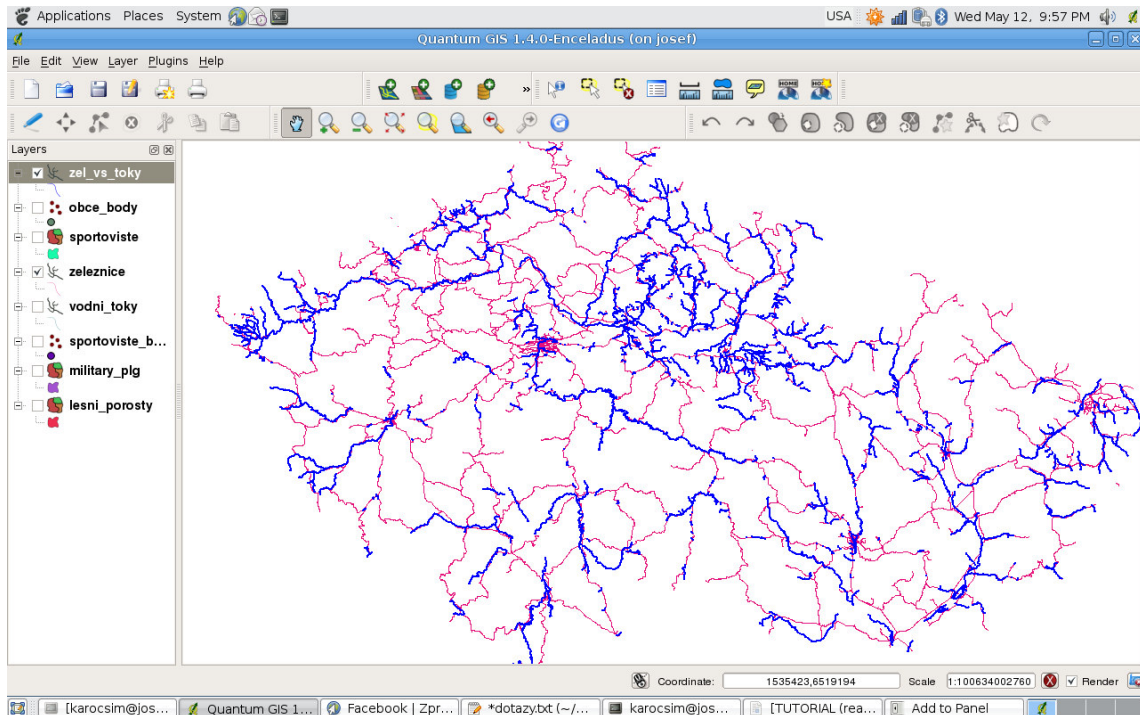 Applications Places System USA Wed May 12, 9:57 PM
Quantum GIS 1.4.0-Enceladus (on josef)
File Edit View Layer Plugins Help
»
HOME HOME
Layers
zel_vs_toky
obce_body
sportoviste
zeleznice
vodni_toky
sportoviste_b...
military_plg
lesni_porosty
Coordinate: 1535423,6519194 Scale 1:100634002760 Render
[karocsim@jos... Quantum GIS 1... Facebook | Zpr... *dotazy.txt (~/... karocsim@jos... [TUTORIAL (rea... Add to Panel